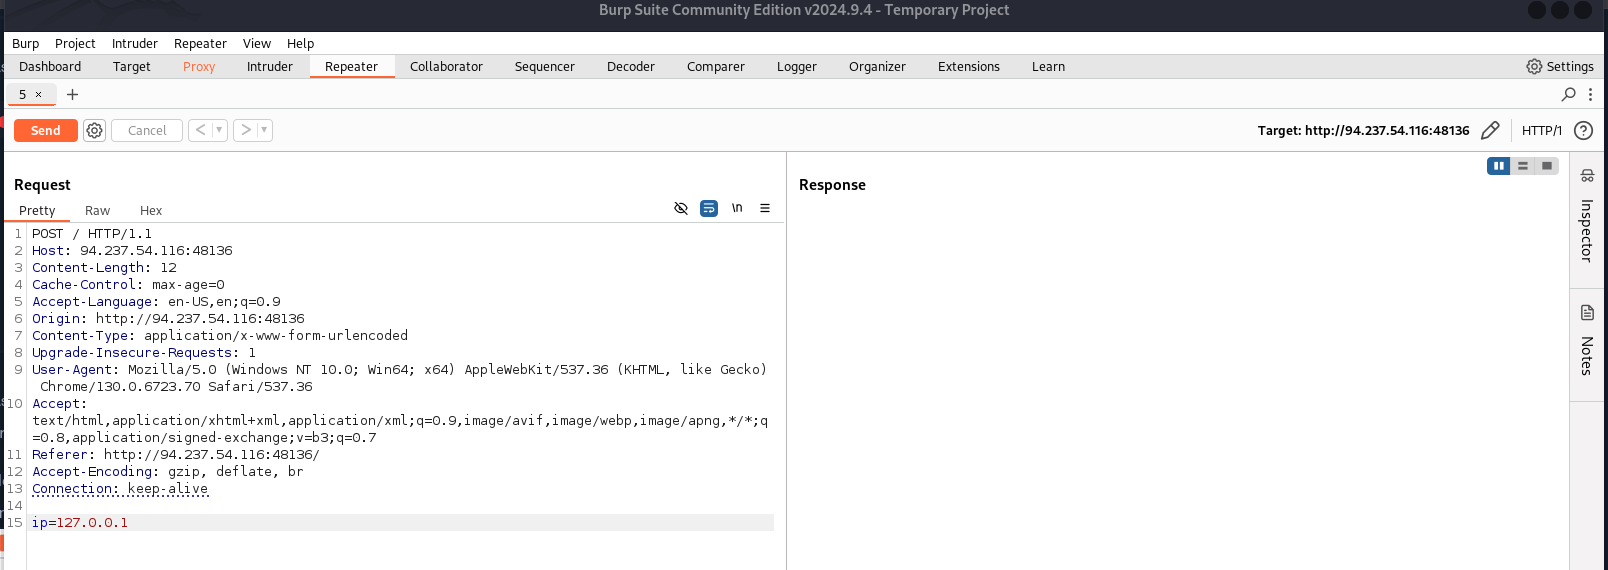 Burp Suite Community Edition v2024.9.4 - Temporary Project
Burp Project Intruder Repeater View Help
Dashboard Target Proxy Intruder Repeater Collaborator Sequencer Decoder Comparer Logger Organizer Extensions Learn Settings
5 × +
Send Cancel < > Target: http://94.237.54.116:48136 HTTP/1 ?
Request
Pretty Raw Hex \n
1 POST / HTTP/1.1
2 Host: 94.237.54.116:48136
3 Content-Length: 12
4 Cache-Control: max-age=0
5 Accept-Language: en-US,en;q=0.9
6 Origin: http://94.237.54.116:48136
7 Content-Type: application/x-www-form-urlencoded
8 Upgrade-Insecure-Requests: 1
9 User-Agent: Mozilla/5.0 (Windows NT 10.0; Win64; x64) AppleWebKit/537.36 (KHTML, like Gecko)
Chrome/130.0.6723.70 Safari/537.36
10 Accept:
text/html,application/xhtml+xml,application/xml;q=0.9,image/avif,image/webp,image/apng,*/*;q
=0.8,application/signed-exchange;v=b3;q=0.7
11 Referer: http://94.237.54.116:48136/
12 Accept-Encoding: gzip, deflate, br
13 Connection: keep-alive
14
15 ip=127.0.0.1
Response
Inspector
Notes